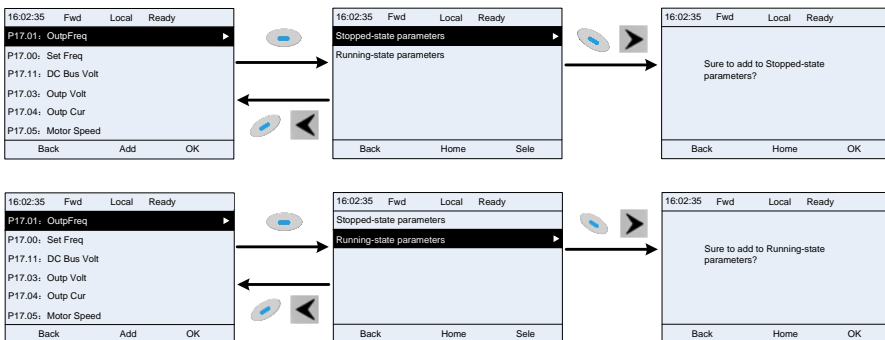 16:02:35 Fwd Local Ready
P17.01: OutpFreq
P17.00: Set Freq
P17.11: DC Bus Volt
P17.03: Outp Volt
P17.04: Outp Cur
P17.05: Motor Speed
Back Add OK
16:02:35 Fwd Local Ready
Stopped-state parameters
Running-state parameters
Back Home Sele
16:02:35 Fwd Local Ready
Sure to add to Stopped-state
parameters?
Back Home OK
16:02:35 Fwd Local Ready
P17.01: OutpFreq
P17.00: Set Freq
P17.11: DC Bus Volt
P17.03: Outp Volt
P17.04: Outp Cur
P17.05: Motor Speed
Back Add OK
16:02:35 Fwd Local Ready
Stopped-state parameters
Running-state parameters
Back Home Sele
16:02:35 Fwd Local Ready
Sure to add to Running-state
parameters?
Back Home OK